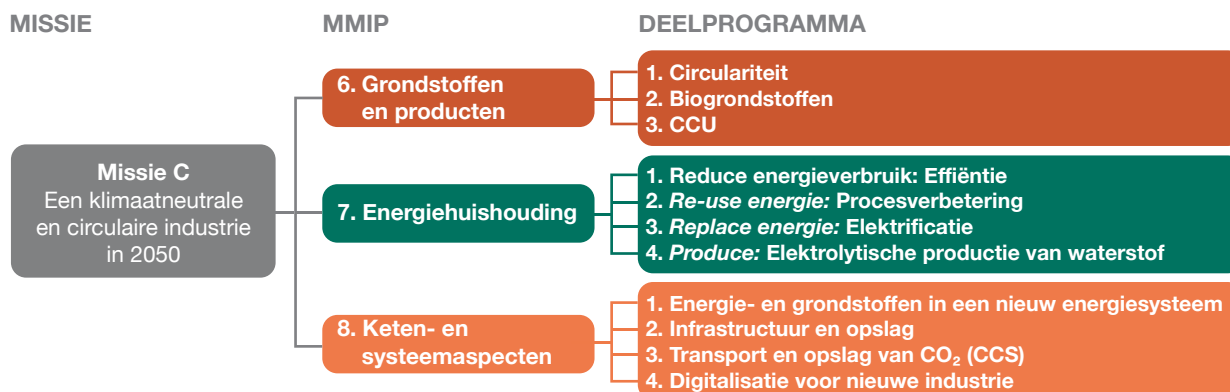 MISSIE
MMIP
DEELPROGRAMMA
Missie C
Een klimaatneutrale
en circulaire industrie
in 2050
6. Grondstoffen
en producten
1. Circulariteit
2. Biogrondstoffen
3. CCU
7. Energiehuishouding
1. Reduce energieverbruik: Effiëntie
2. Re-use energie: Procesverbetering
3. Replace energie: Elektrificatie
4. Produce: Elektrolytische productie van waterstof
8. Keten- en
systeemaspecten
1. Energie- en grondstoffen in een nieuw energiesysteem
2. Infrastructuur en opslag
3. Transport en opslag van CO₂ (CCS)
4. Digitalisatie voor nieuwe industrie